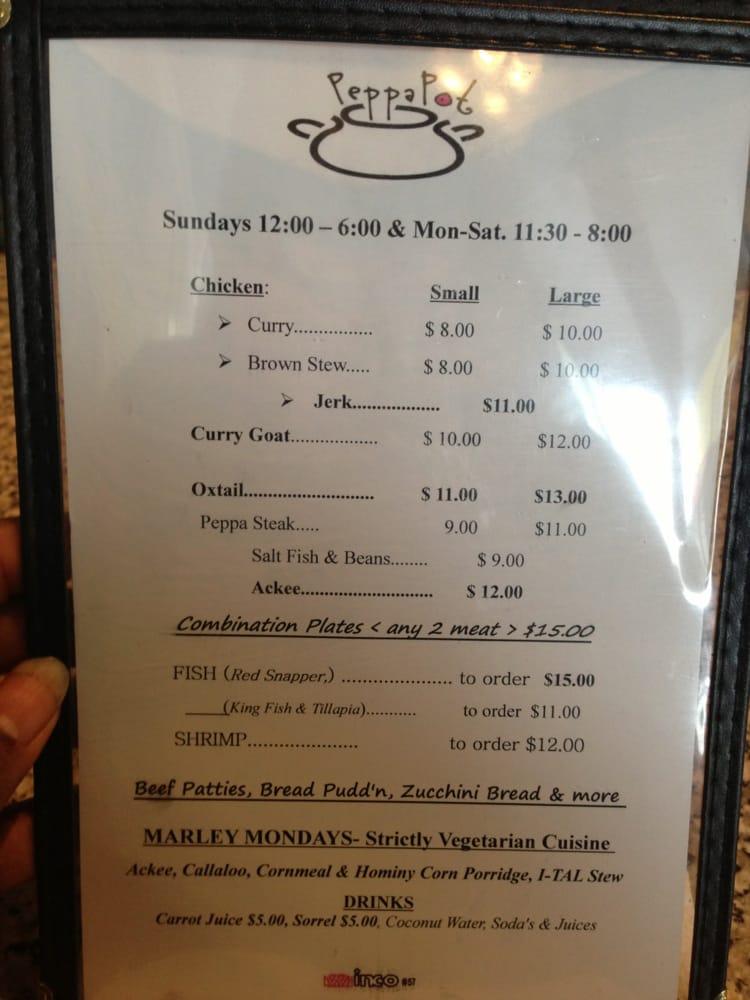 PeppaPot
Sundays 12:00 – 6:00 & Mon-Sat. 11:30 - 8:00
Chicken: Small Large
➢ Curry................ $ 8.00 $ 10.00
➢ Brown Stew..... $ 8.00 $ 10.00
➢ Jerk................... $11.00
Curry Goat.................. $ 10.00 $12.00
Oxtail........................... $ 11.00 $13.00
Peppa Steak..... 9.00 $11.00
Salt Fish & Beans........ $ 9.00
Ackee............................ $ 12.00
Combination Plates < any 2 meat > $15.00
FISH (Red Snapper,) ..................... to order $15.00
____(King Fish & Tillapia)........... to order $11.00
SHRIMP..................... to order $12.00
Beef Patties, Bread Pudd'n, Zucchini Bread & more
MARLEY MONDAYS- Strictly Vegetarian Cuisine
Ackee, Callaloo, Cornmeal & Hominy Corn Porridge, I-TAL Stew
DRINKS
Carrot Juice $5.00, Sorrel $5.00, Coconut Water, Soda's & Juices